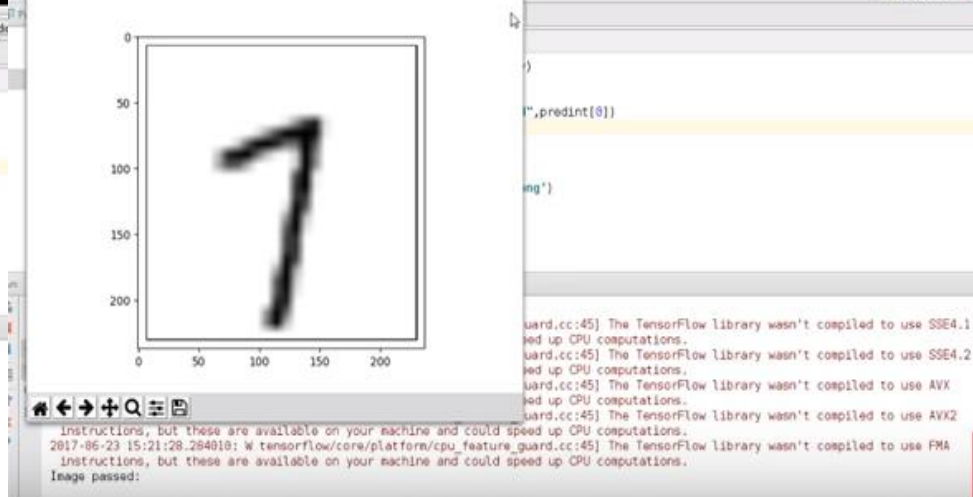 0
50
100
150
200
7
0 50 100 150 200
)
",predint[0])
ng')
uard.cc:45] The TensorFlow library wasn't compiled to use SSE4.1
eed up CPU computations.
uard.cc:45] The TensorFlow library wasn't compiled to use SSE4.2
eed up CPU computations.
uard.cc:45] The TensorFlow library wasn't compiled to use AVX
eed up CPU computations.
uard.cc:45] The TensorFlow library wasn't compiled to use AVX2
instructions, but these are available on your machine and could speed up CPU computations.
2017-06-23 15:21:28.264010: W tensorflow/core/platform/cpu_feature_guard.cc:45] The TensorFlow library wasn't compiled to use FMA
instructions, but these are available on your machine and could speed up CPU computations.
Image passed: